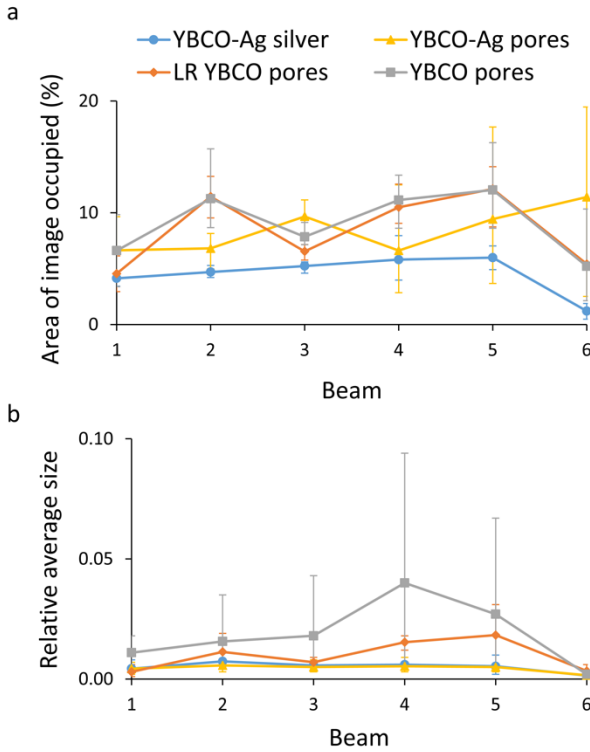 a
YBCO-Ag silver YBCO-Ag pores
LR YBCO pores YBCO pores
Area of image occupied (%)
20
10
0
1 2 3 4 5 6
Beam
b
Relative average size
0.10
0.05
0.00
1 2 3 4 5 6
Beam